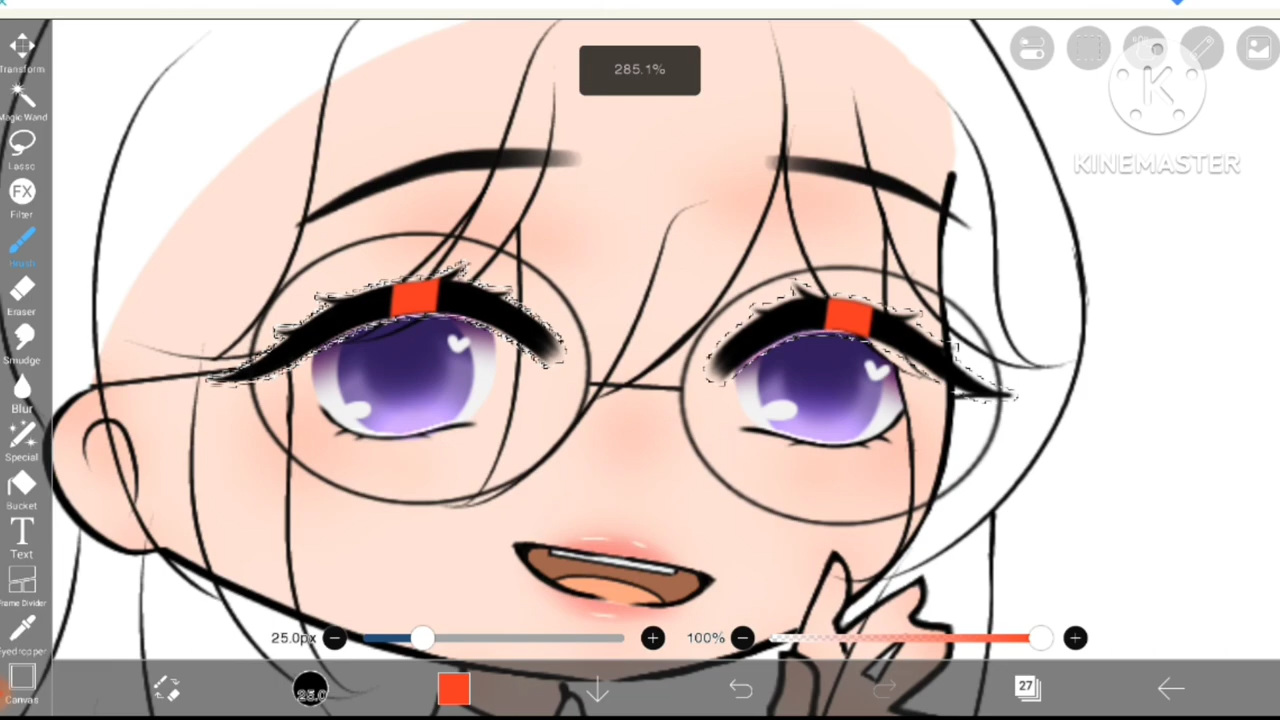 285.1%
K
KINEMASTER
Transform
Magic Wand
Lasso
FX
Filter
Brush
Eraser
Smudge
Blur
Special
Bucket
T
Text
Frame Divider
Eyedropper
Canvas
25.0px
100%
25.0
27